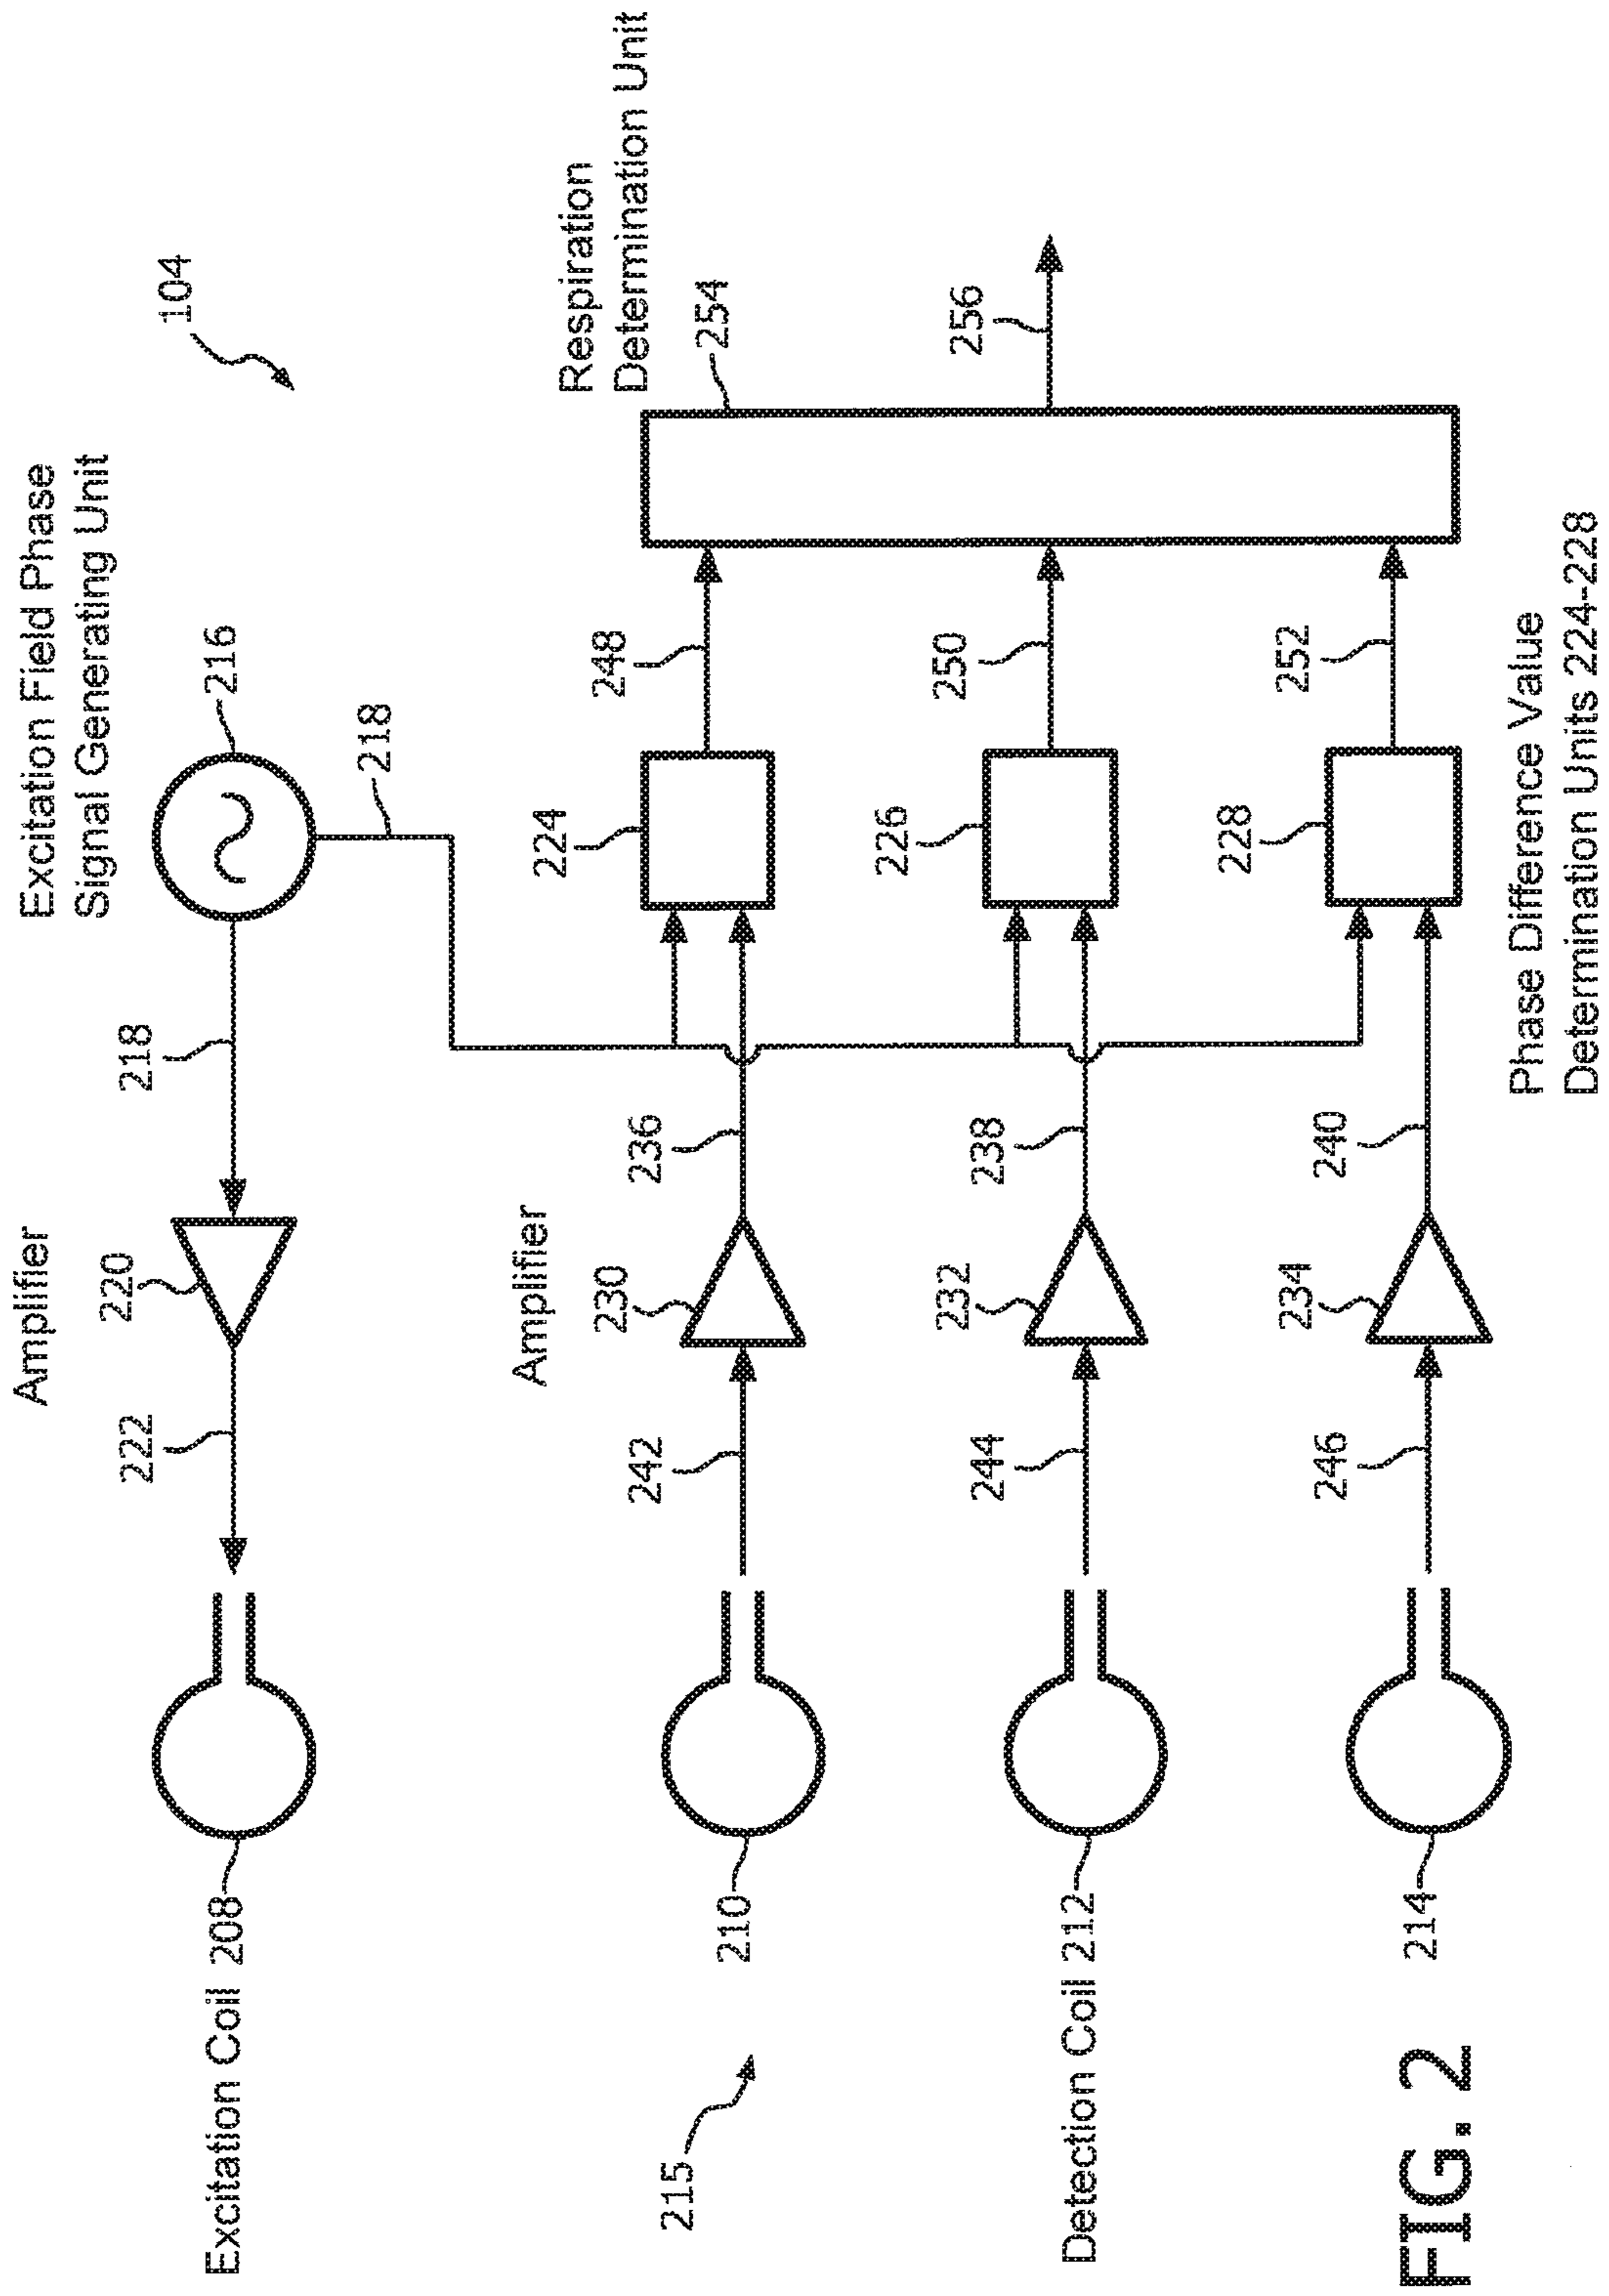 104
Excitation Field Phase
Signal Generating Unit
Amplifier
216
218
220
222
Excitation Coil 208
218
Respiration
Determination Unit
254
Amplifier
248
224
236
230
242
210
215
256
250
226
238
232
244
Detection Coil 212
252
228
240
234
246
214
Phase Difference Value
Determination Units 224-228
FIG. 2